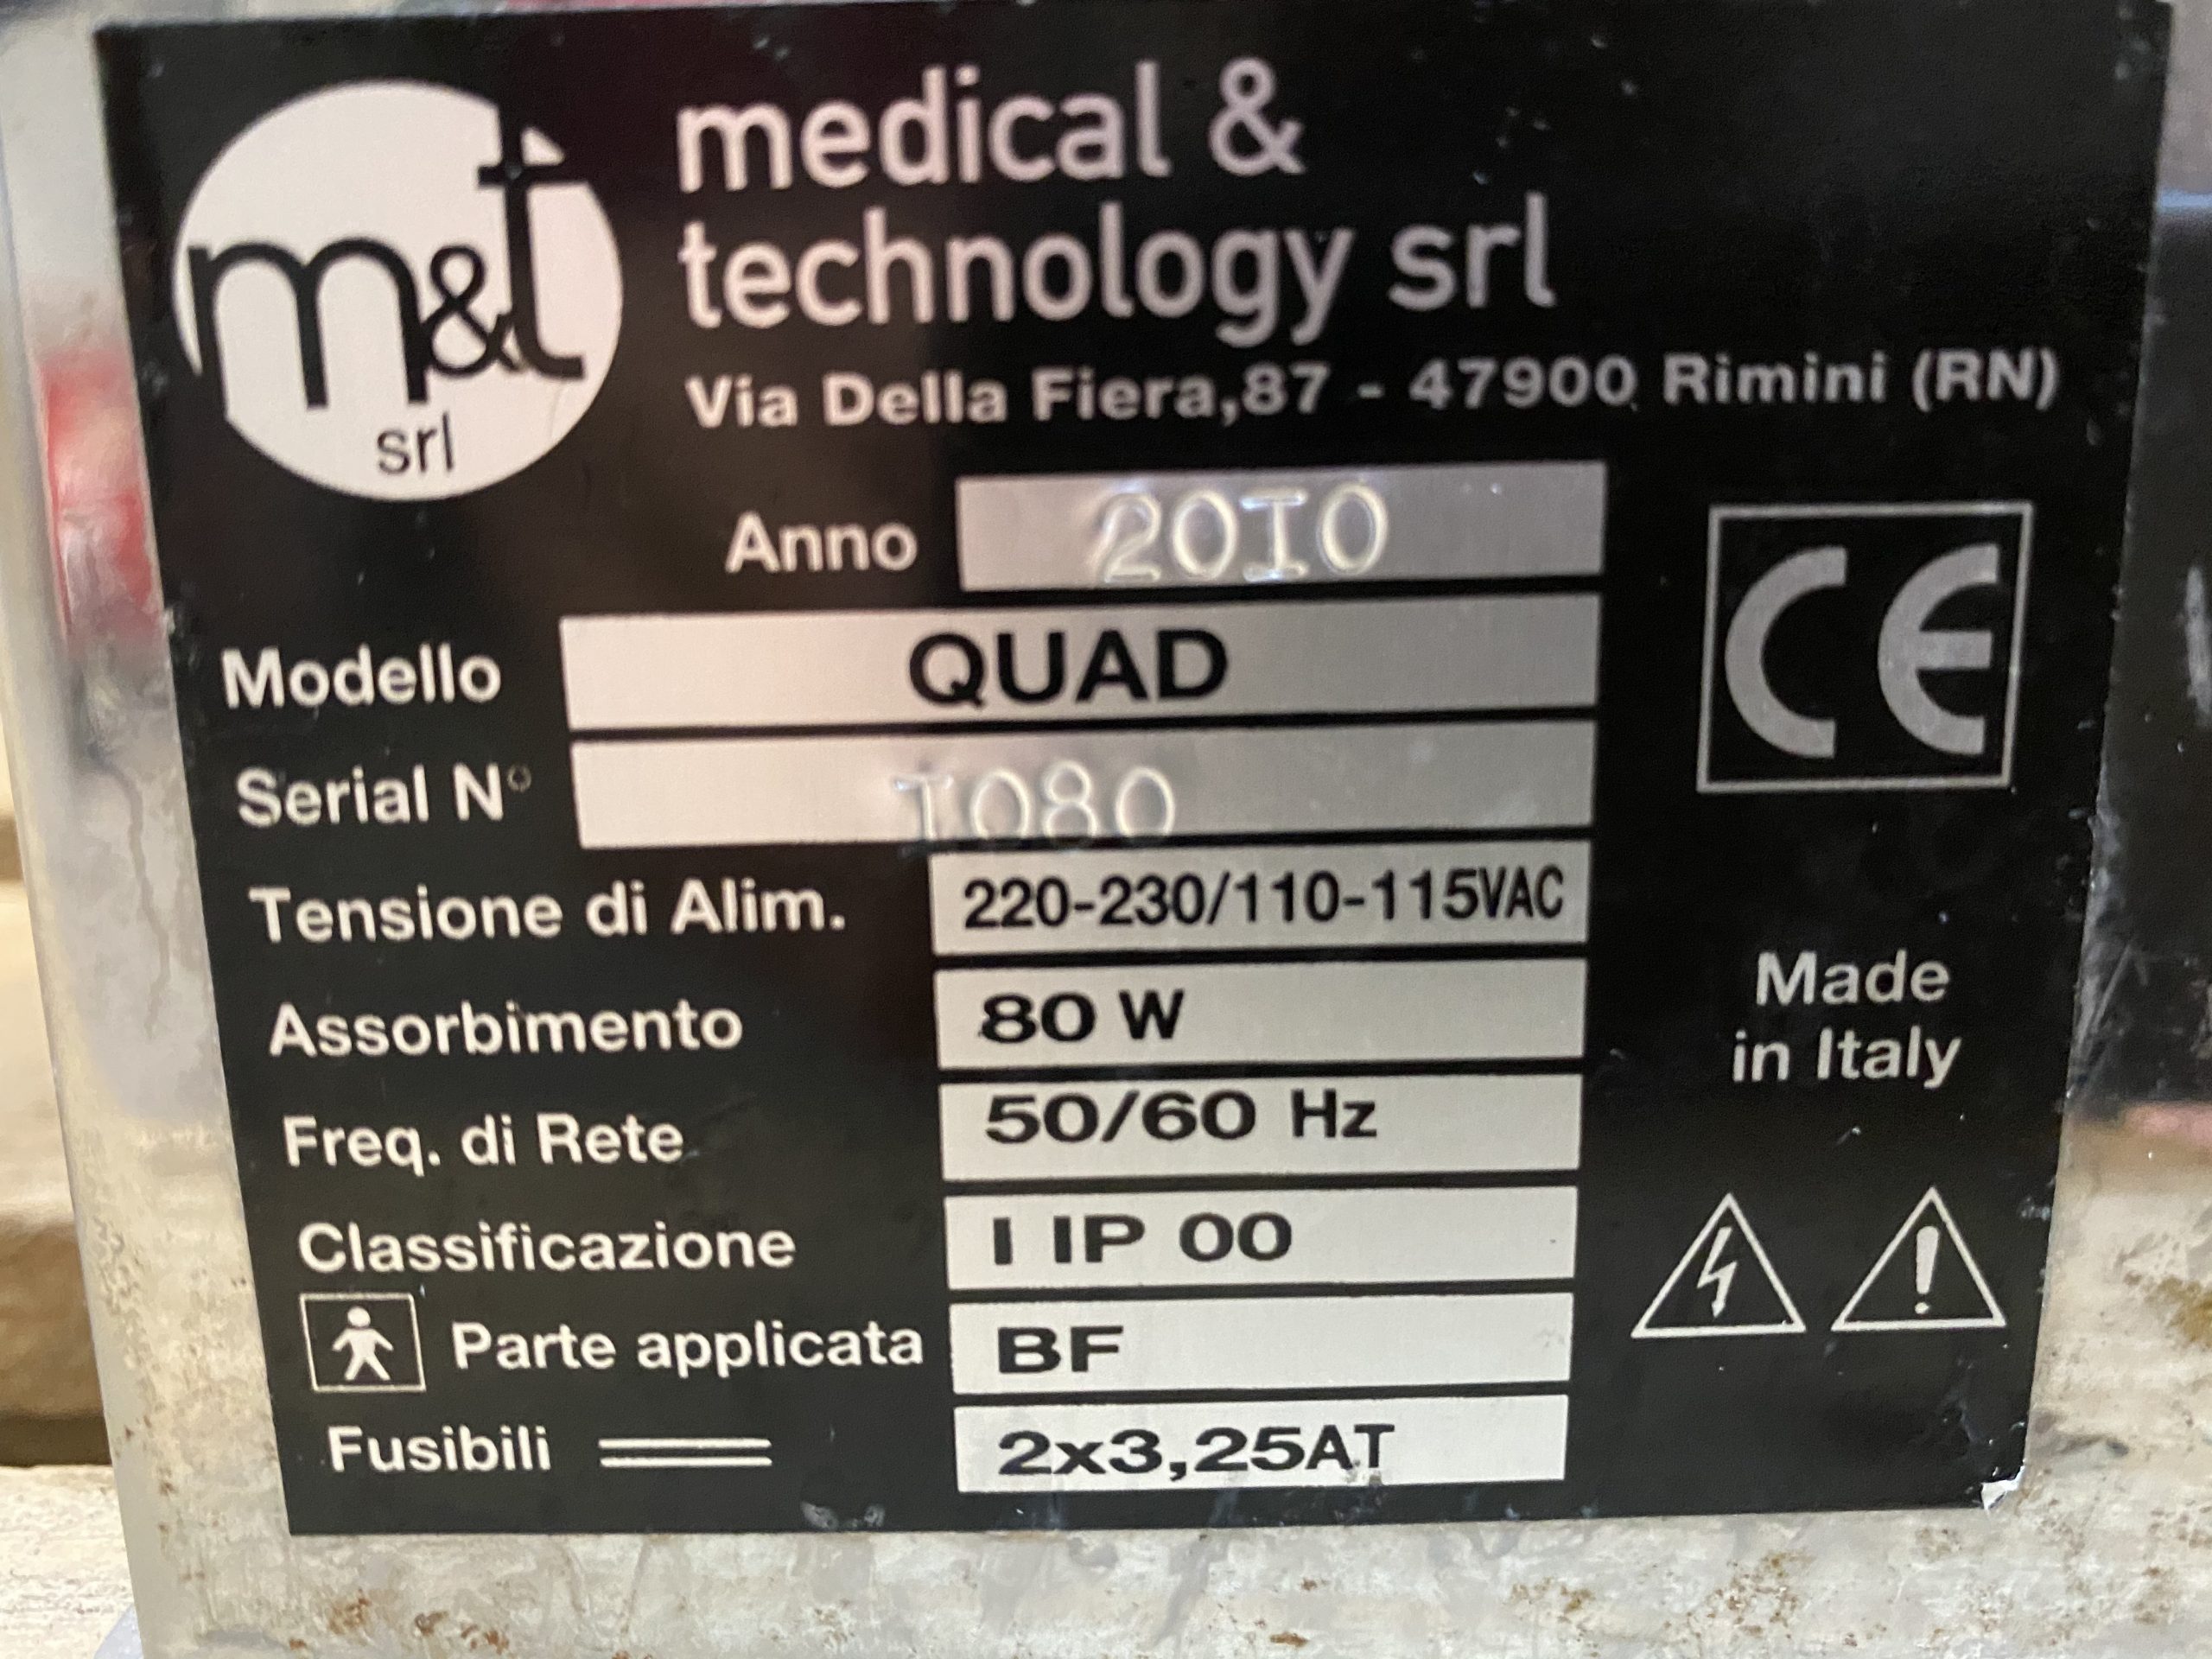 m&t
srl
medical &
technology srl
Via Della Fiera,87 - 47900 Rimini (RN)
Anno 2010
Modello QUAD
Serial N° 1080
Tensione di Alim. 220-230/110-115VAC
Assorbimento 80 W
Freq. di Rete 50/60 Hz
Classificazione I IP 00
Parte applicata BF
Fusibili 2x3,25AT
CE
Made
in Italy